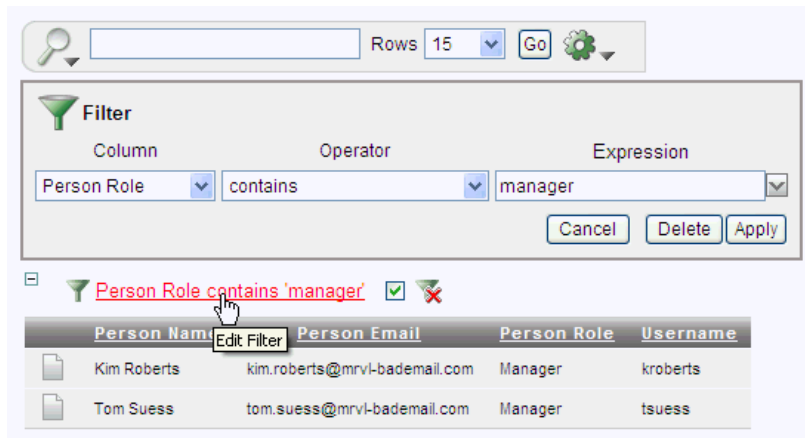 Rows 15 Go
Filter
Column Operator Expression
Person Role contains manager
Cancel Delete Apply
Person Role contains 'manager'
Person Name Person Email Person Role Username
Edit Filter
Kim Roberts kim.roberts@mrvl-bademail.com Manager kroberts
Tom Suess tom.suess@mrvl-bademail.com Manager tsuess